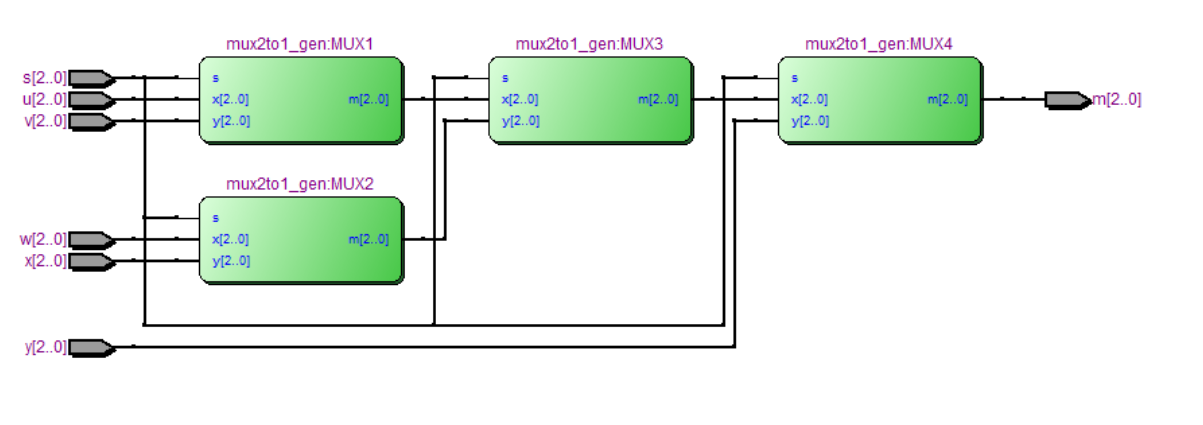 mux2to1_gen:MUX1
s[2..0]
u[2..0]
v[2..0]
s
x[2..0]
y[2..0]
m[2..0]
mux2to1_gen:MUX3
s
x[2..0]
y[2..0]
m[2..0]
mux2to1_gen:MUX4
s
x[2..0]
y[2..0]
m[2..0]
m[2..0]
mux2to1_gen:MUX2
w[2..0]
x[2..0]
s
x[2..0]
y[2..0]
m[2..0]
y[2..0]